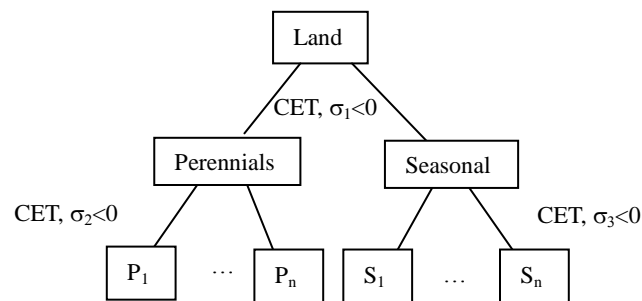 Land
CET, σ₁<0
Perennials
Seasonal
CET, σ₂<0
CET, σ₃<0
P₁ ... Pₙ S₁ ... Sₙ